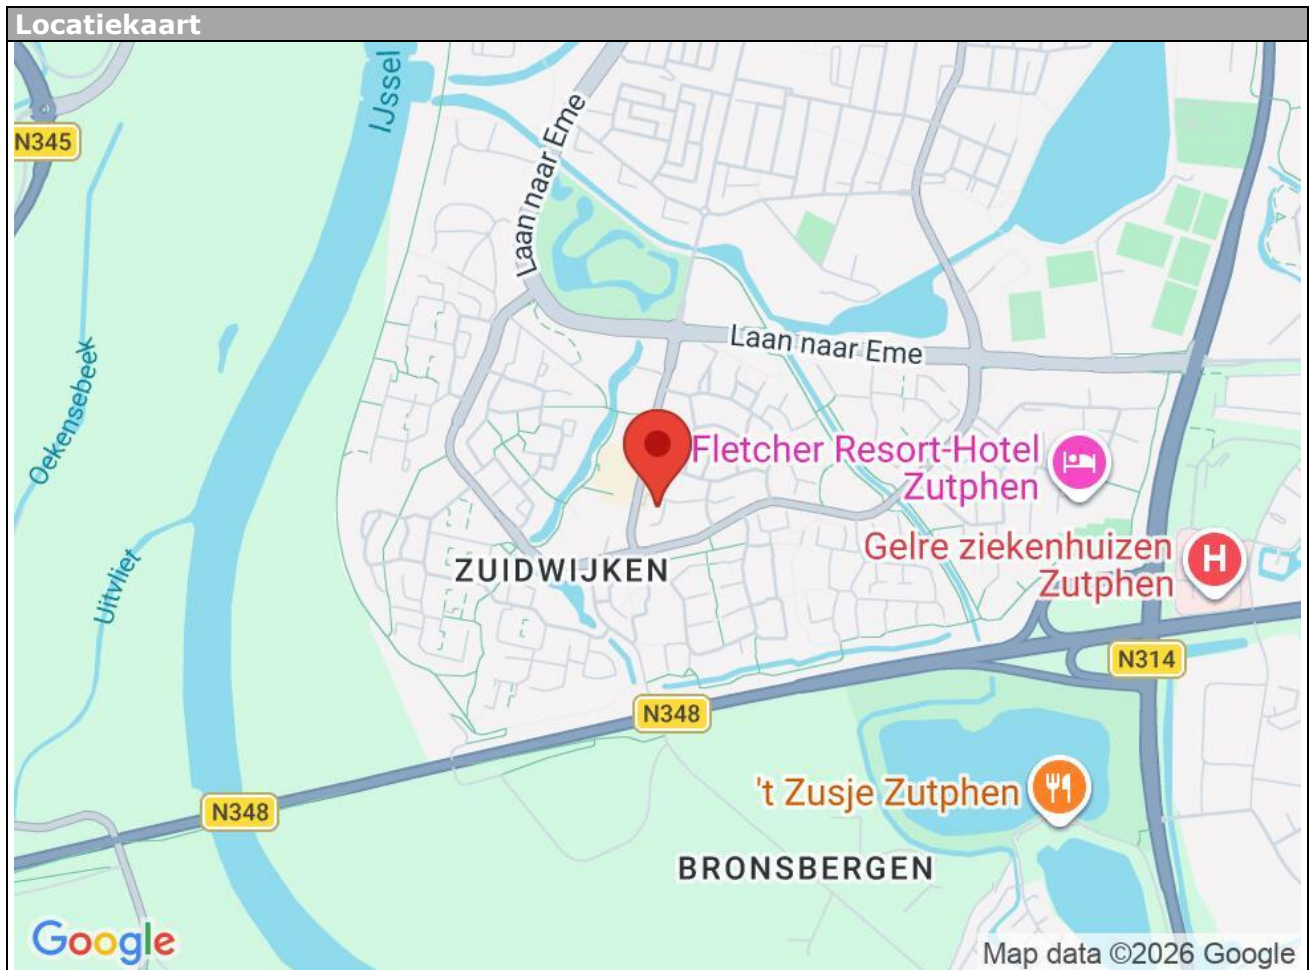 Locatiekaart
IJssel
N345
Laan naar Eme
Laan naar Eme
Oekensebeek
Fletcher Resort-Hotel
Zutphen
Gelre ziekenhuizen
Zutphen
H
ZUIDWIJKEN
Uitvliet
N314
N348
't Zusje Zutphen
N348
BRONSBERGEN
Google
Map data ©2026 Google